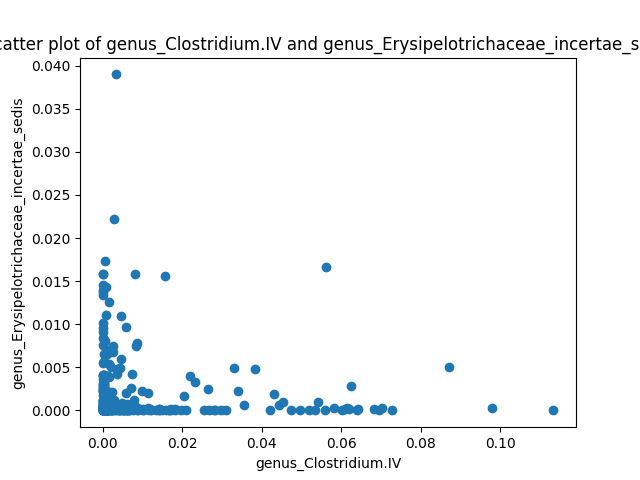 catter plot of genus_Clostridium.IV and genus_Erysipelotrichaceae_incertae_s
0.040
0.035
0.030
0.025
0.020
0.015
0.010
0.005
0.000
genus_Erysipelotrichaceae_incertae_sedis
0.00 0.02 0.04 0.06 0.08 0.10
genus_Clostridium.IV